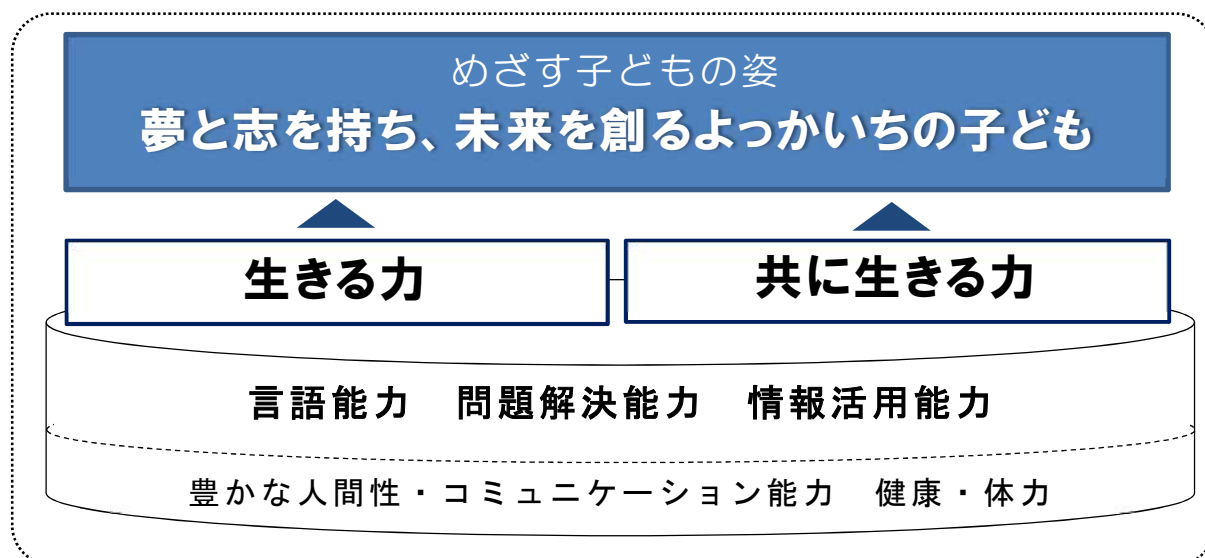 めざす子どもの姿
夢と志を持ち、未来を創るよっかいちの子ども
生きる力
共に生きる力
言語能力　問題解決能力　情報活用能力
豊かな人間性・コミュニケーション能力　健康・体力